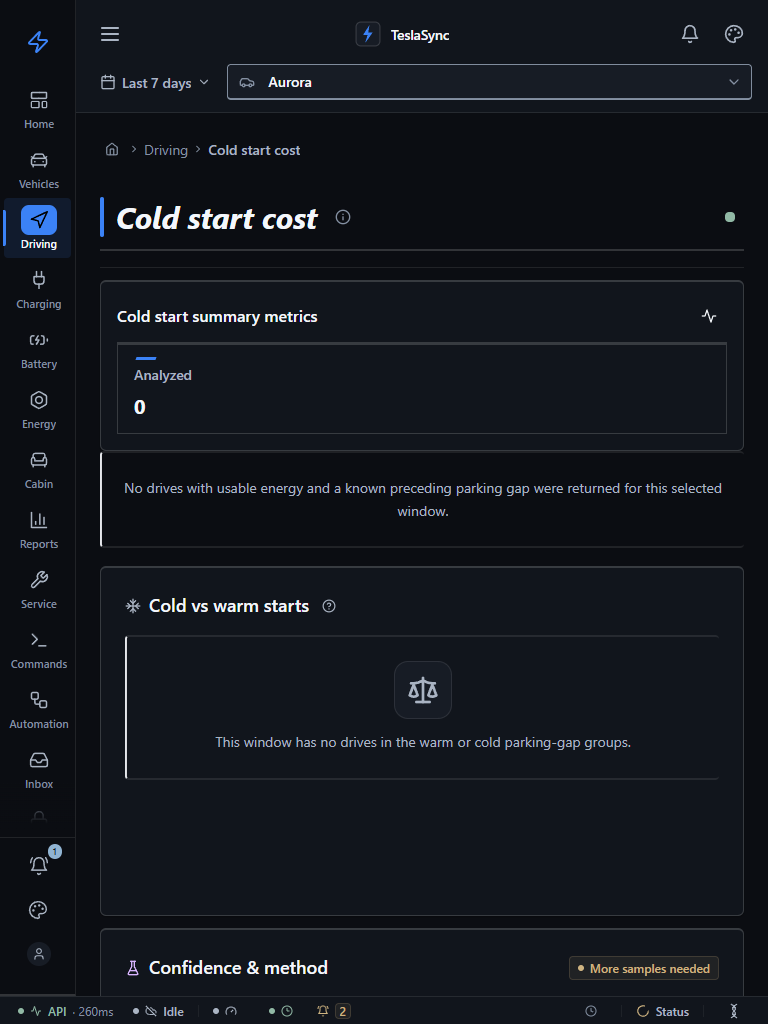 TeslaSync
Last 7 days
Aurora
Home
Vehicles
Driving
Charging
Battery
Energy
Cabin
Reports
Service
Commands
Automation
Inbox
1
Driving
Cold start cost
Cold start cost
Cold start summary metrics
Analyzed
0
No drives with usable energy and a known preceding parking gap were returned for this selected
window.
Cold vs warm starts
This window has no drives in the warm or cold parking-gap groups.
Confidence & method
More samples needed
API · 260ms
Idle
2
Status